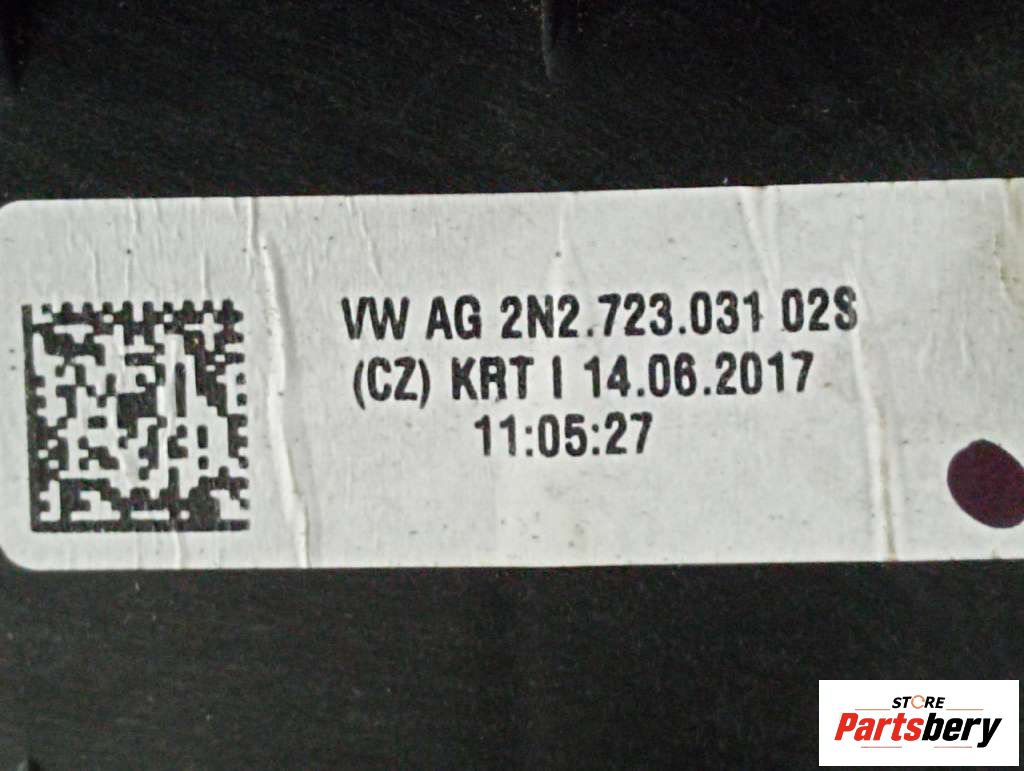 VW AG 2N2.723.031 02S
(CZ) KRT I 14.06.2017
11:05:27
STORE
Partsbery